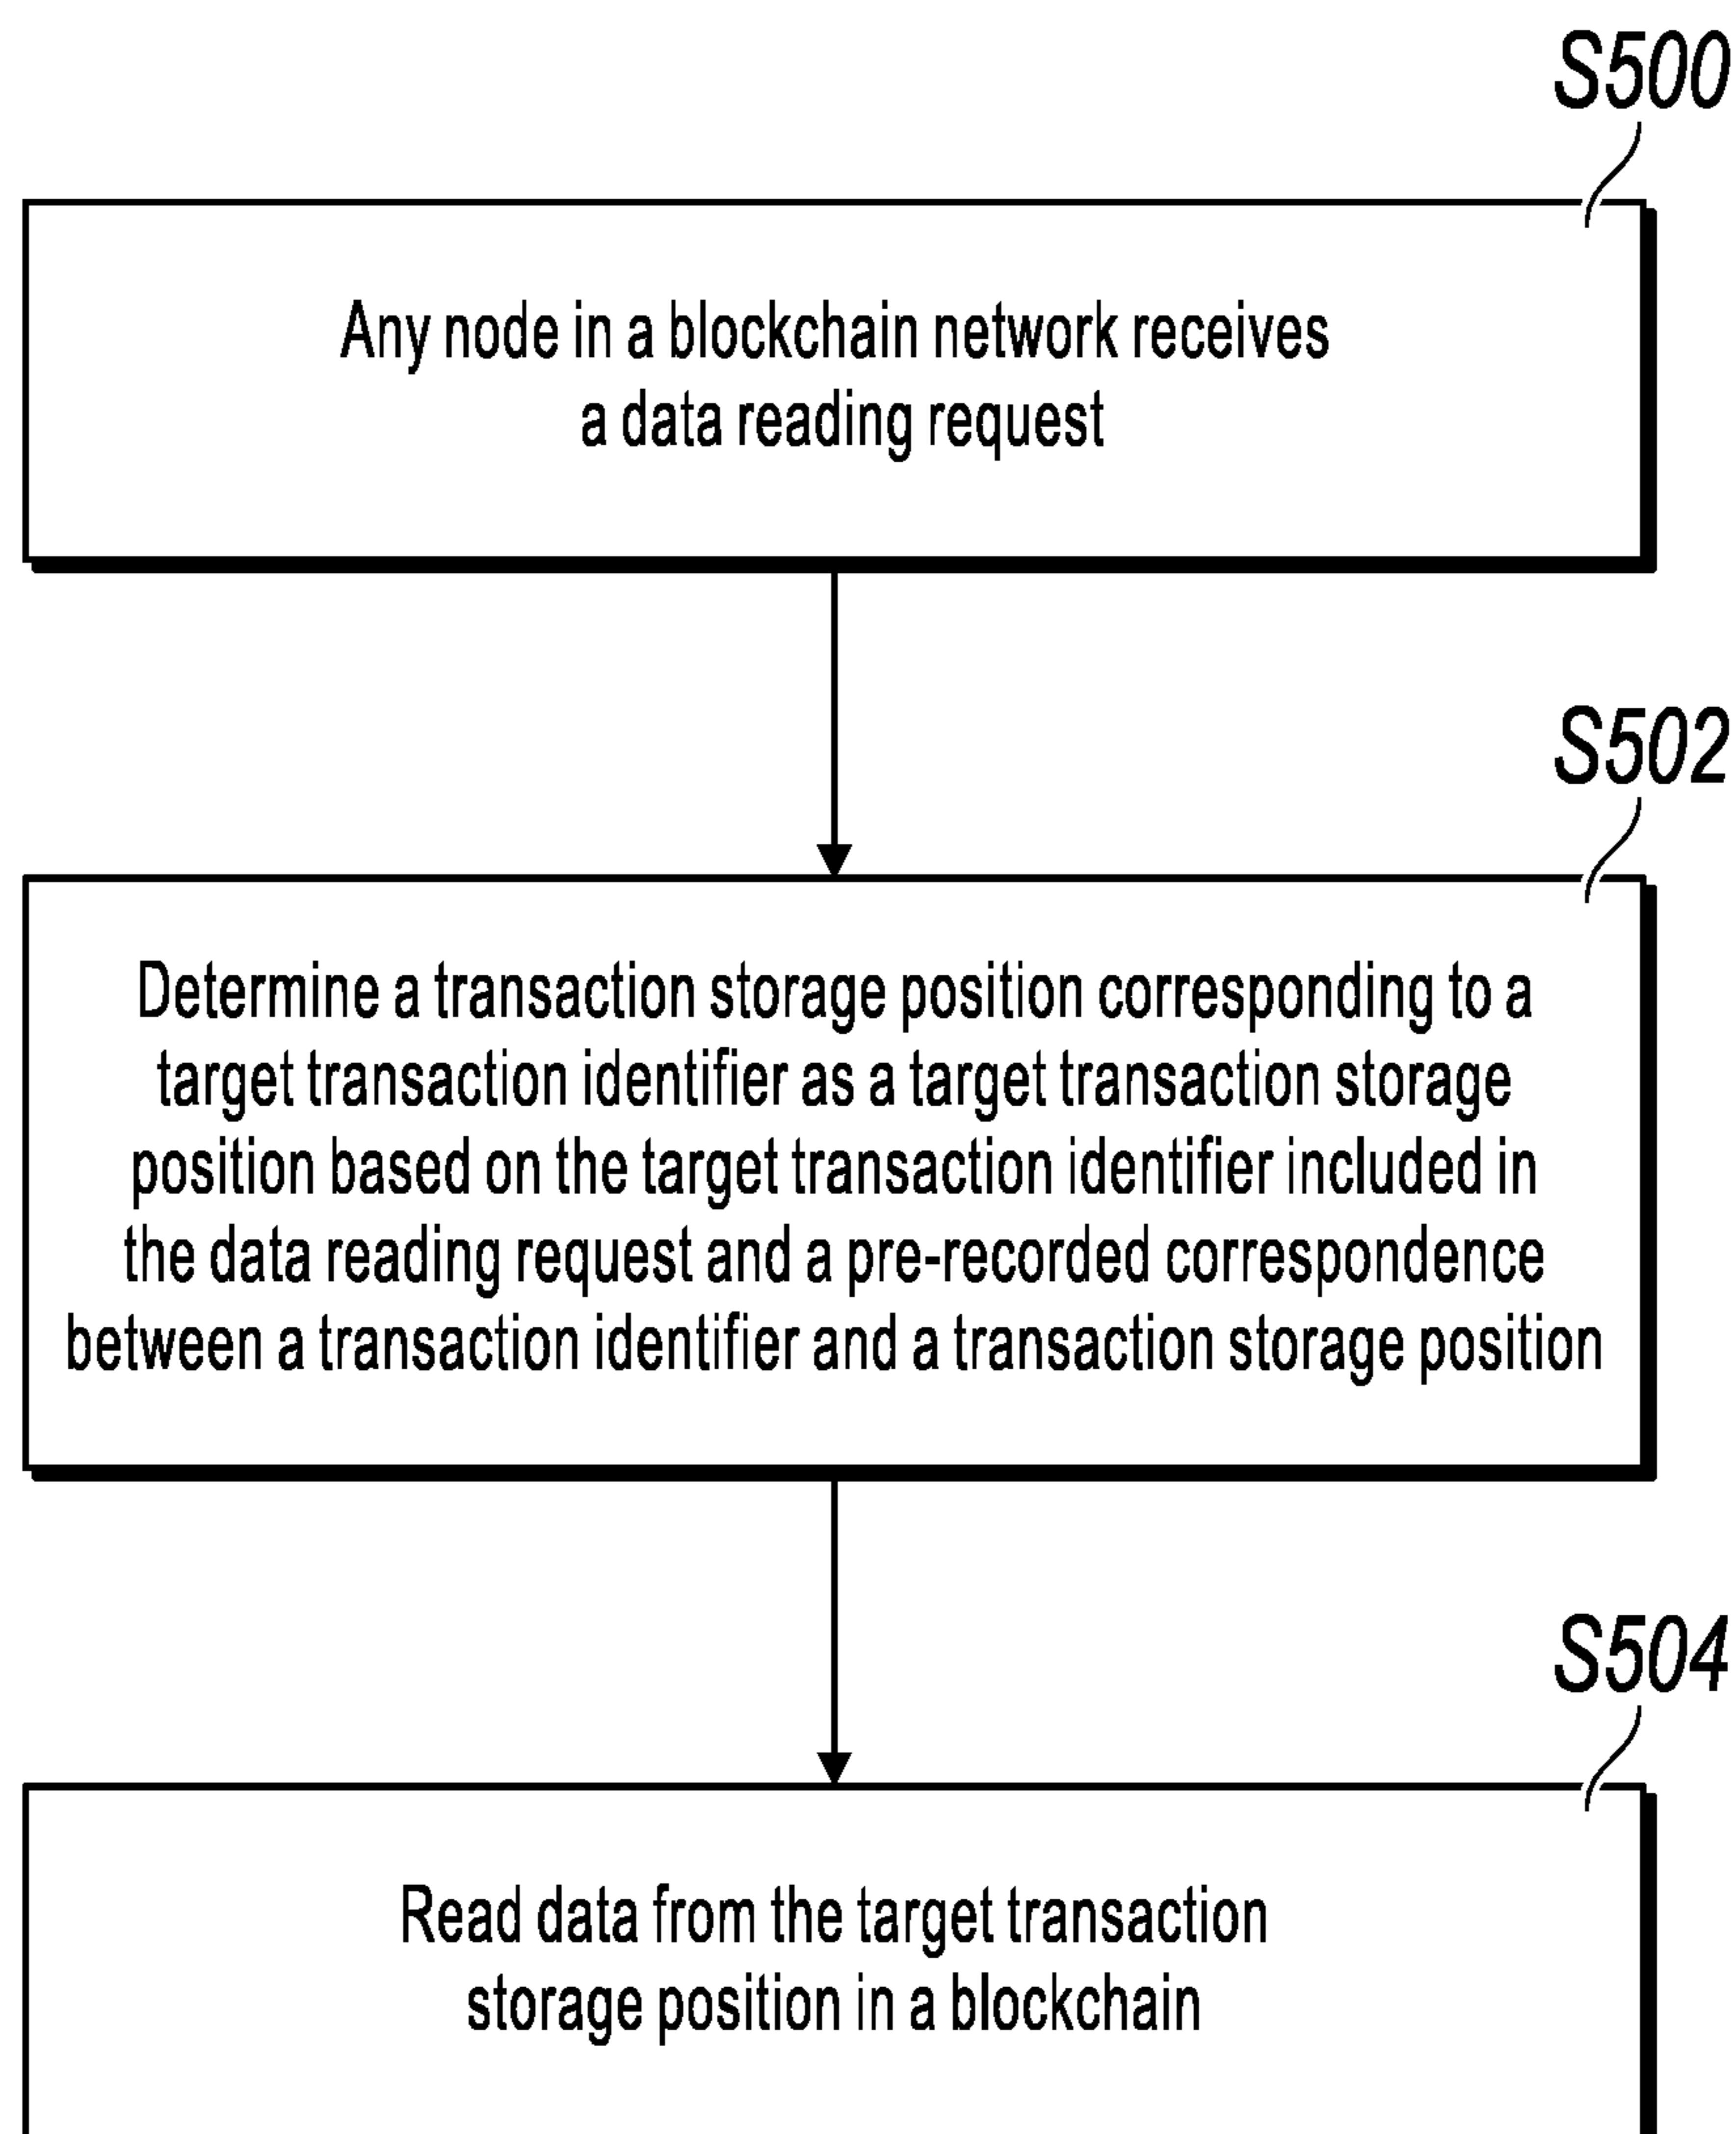 S500
Any node in a blockchain network receives
a data reading request
S502
Determine a transaction storage position corresponding to a
target transaction identifier as a target transaction storage
position based on the target transaction identifier included in
the data reading request and a pre-recorded correspondence
between a transaction identifier and a transaction storage position
S504
Read data from the target transaction
storage position in a blockchain